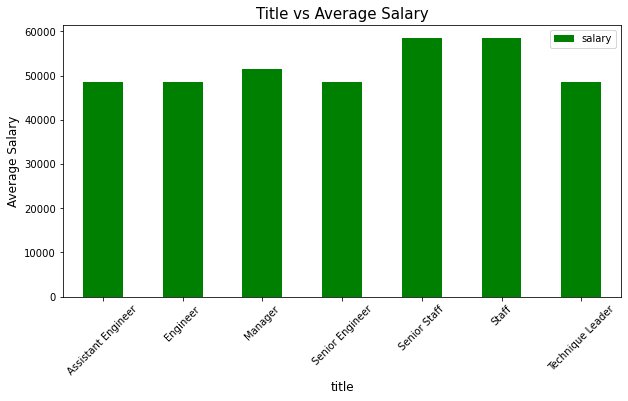 Title vs Average Salary
salary
Average Salary
60000
50000
40000
30000
20000
10000
0
Assistant Engineer
Engineer
Manager
Senior Engineer
Senior Staff
Staff
Technique Leader
title